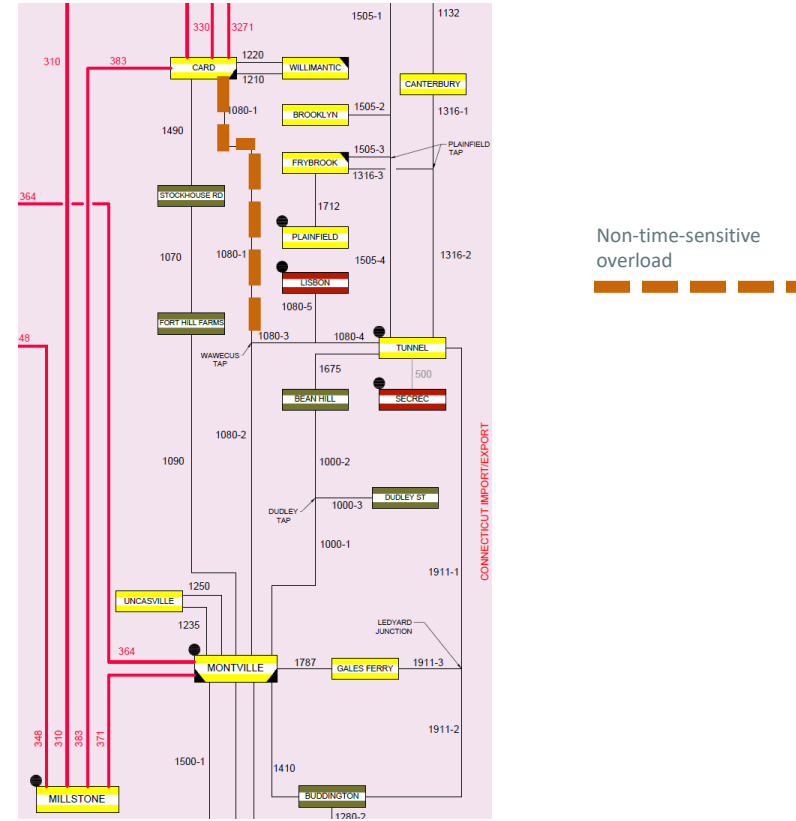 1505-1
1132
330
3271
310
383
1220
CARD
WILLIMANTIC
1210
CANTERBURY
1080-1
BROOKLYN
1505-2
1316-1
1490
PLAINFIELD
TAP
1505-3
FRYBROOK
1316-3
STOCKHOUSE RD
364
1712
PLAINFIELD
1070
1080-1
1505-4
1316-2
LISBON
1080-5
FORT HILL FARMS
48
1080-3
1080-4
TUNNEL
WAWECUS
TAP
1675
500
BEAN HILL
SECREC
1080-2
1090
1000-2
DUDLEY ST
1000-3
DUDLEY
TAP
1000-1
CONNECTICUT IMPORT/EXPORT
1911-1
1250
UNCASVILLE
1235
LEDYARD
JUNCTION
364
MONTVILLE
1787
GALES FERRY
1911-3
348
310
383
371
1911-2
1500-1
1410
MILLSTONE
BUDDINGTON
1280-2
Non-time-sensitive
overload